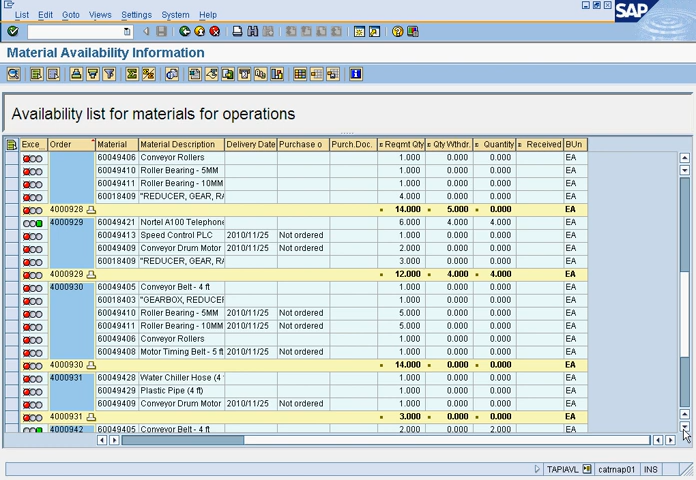 List Edit Goto Views Settings System Help
SAP
Material Availability Information
Availability list for materials for operations
Exce_ Order Material Material Description Delivery Date Purchase o Purch.Doc. Σ Reqmt Qty Σ Qty Wthdr. Σ Quantity Σ Received BUn
60049406 Conveyor Rollers 1.000 0.000 0.000 EA
60049410 Roller Bearing - 5MM 1.000 0.000 0.000 EA
60049411 Roller Bearing - 10MM 1.000 0.000 0.000 EA
60018409 "REDUCER, GEAR, RA 4.000 0.000 0.000 EA
4000928 14.000 5.000 0.000 EA
4000929 60049421 Nortel A100 Telephone 6.000 4.000 4.000 EA
60049413 Speed Control PLC 2010/11/25 Not ordered 1.000 0.000 0.000 EA
60049409 Conveyor Drum Motor 2010/11/25 Not ordered 2.000 0.000 0.000 EA
60018409 "REDUCER, GEAR, RA 3.000 0.000 0.000 EA
4000929 12.000 4.000 4.000 EA
4000930 60049405 Conveyor Belt - 4 ft 1.000 0.000 0.000 EA
60018403 "GEARBOX, REDUCER 1.000 0.000 0.000 EA
60049410 Roller Bearing - 5MM 2010/11/25 Not ordered 5.000 0.000 0.000 EA
60049411 Roller Bearing - 10MM 2010/11/25 Not ordered 5.000 0.000 0.000 EA
60049406 Conveyor Rollers 1.000 0.000 0.000 EA
60049408 Motor Timing Belt - 5 ft 2010/11/25 Not ordered 1.000 0.000 0.000 EA
4000930 14.000 0.000 0.000 EA
4000931 60049428 Water Chiller Hose (4 1.000 0.000 0.000 EA
60049429 Plastic Pipe (4 ft) 1.000 0.000 0.000 EA
60049409 Conveyor Drum Motor 2010/11/25 Not ordered 1.000 0.000 0.000 EA
4000931 3.000 0.000 0.000 EA
4000942 60049405 Conveyor Belt - 4 ft 2.000 0.000 2.000 EA
TAPIAVL catrnap01 INS